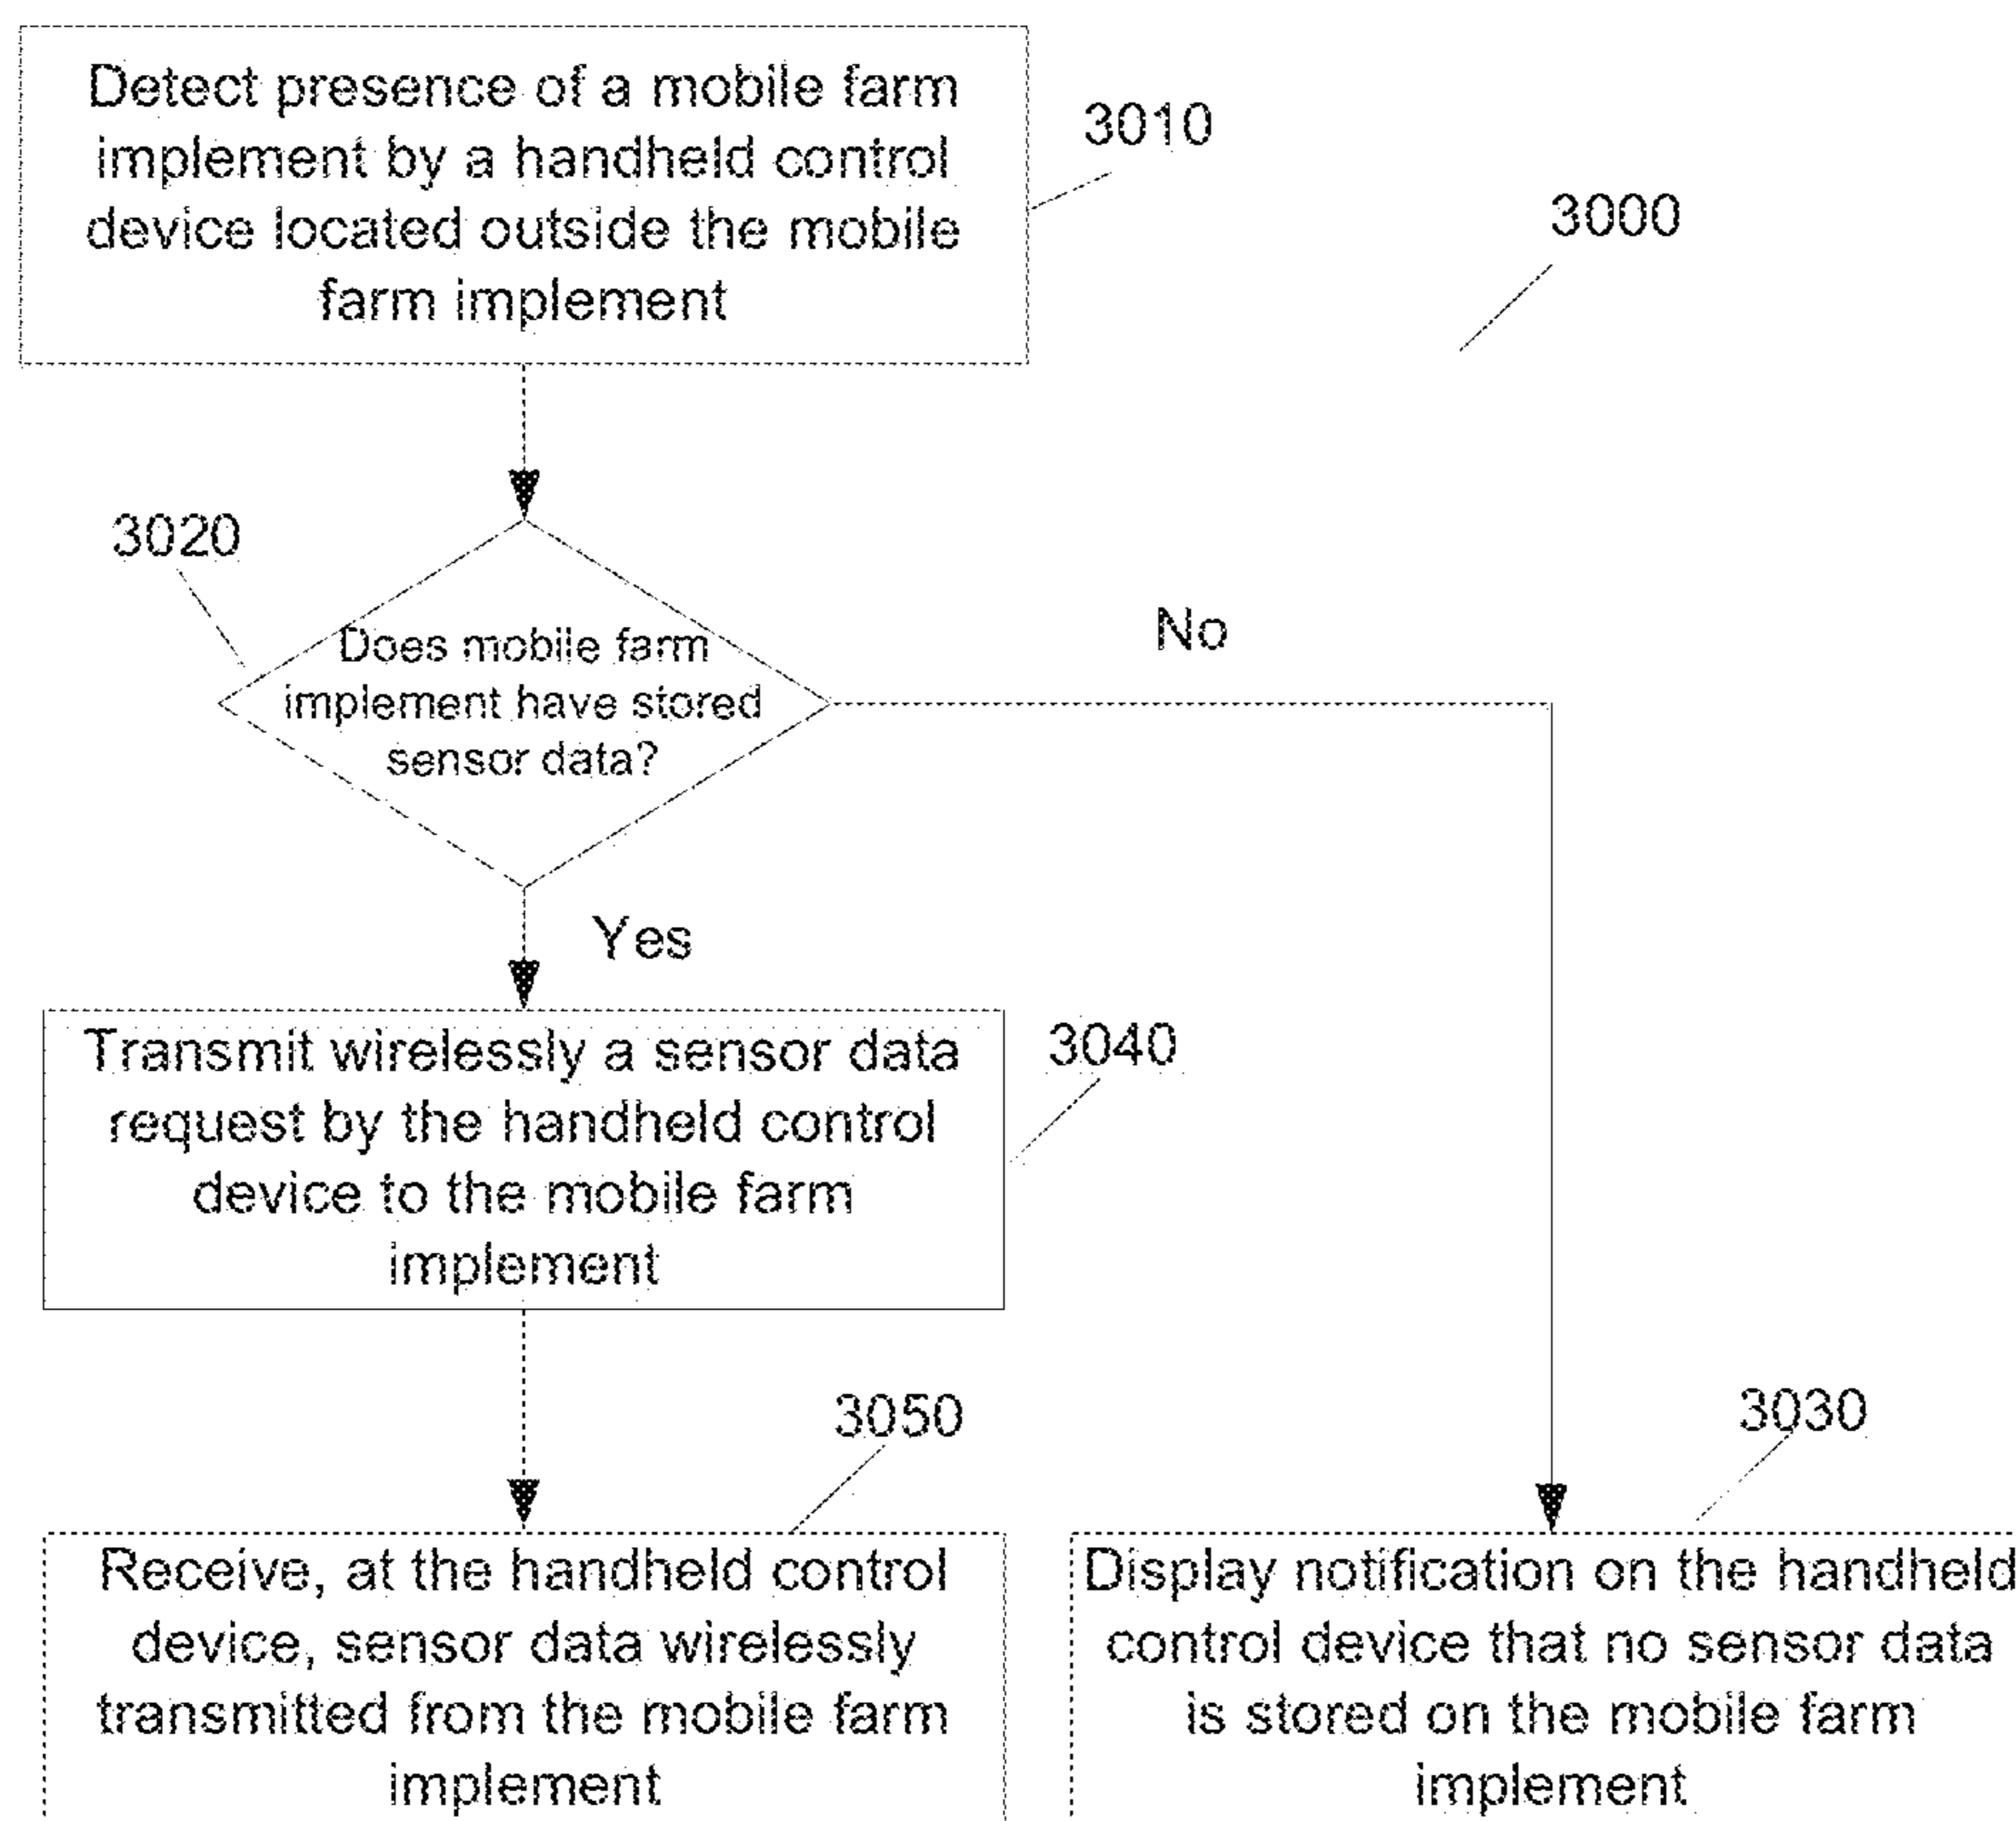 Detect presence of a mobile farm
implement by a handheld control
device located outside the mobile
farm implement
3010
3000
3020
Does mobile farm
implement have stored
sensor data?
No
Yes
Transmit wirelessly a sensor data
request by the handheld control
device to the mobile farm
implement
3040
3050
Receive, at the handheld control
device, sensor data wirelessly
transmitted from the mobile farm
implement
3030
Display notification on the handheld
control device that no sensor data
is stored on the mobile farm
implement